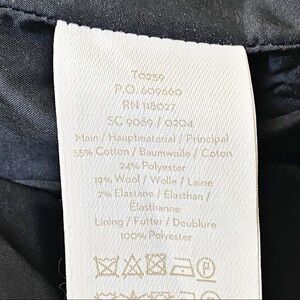 T0259
P.O. 609660
RN 118027
SC 9069 / 0204
Main / Hauptmaterial / Principal
55% Cotton / Baumwolle / Coton
24% Polyester
19% Wool / Wolle / Laine
2% Elastane / Elasthan /
Elasthanne
Lining / Futter / Doublure
100% Polyester